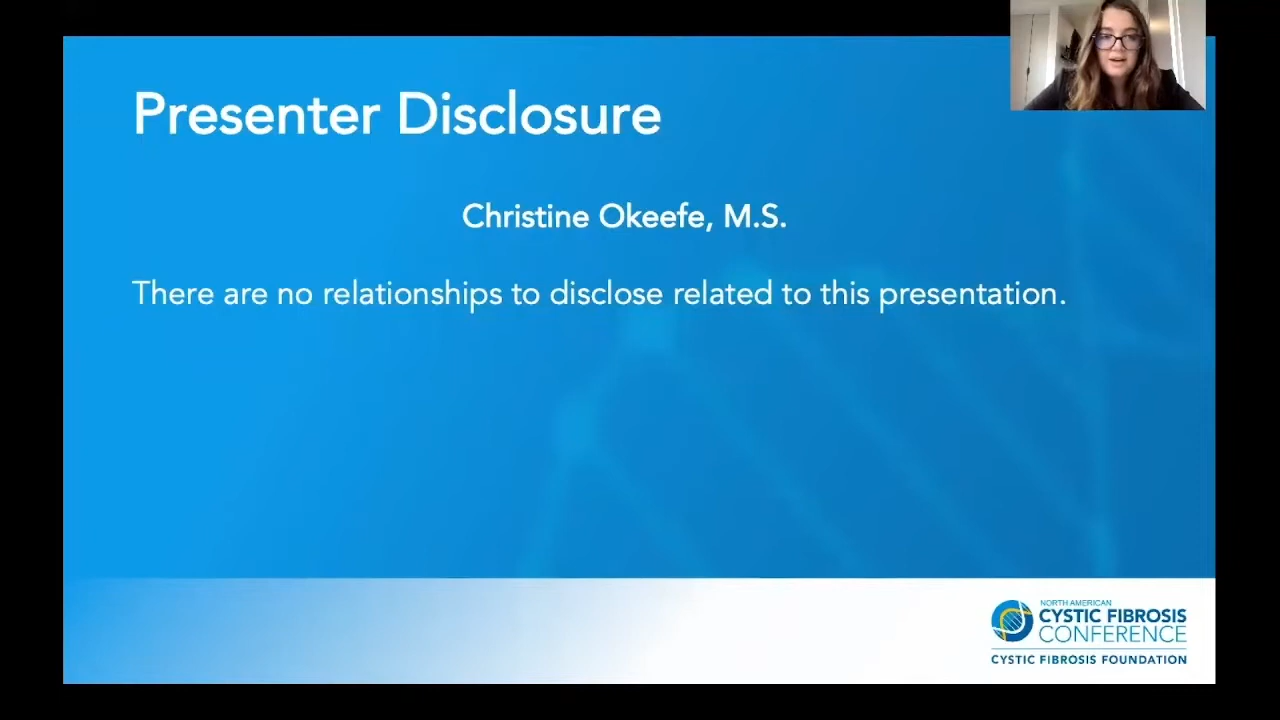 Presenter Disclosure
Christine Okeefe, M.S.
There are no relationships to disclose related to this presentation.
NORTH AMERICAN
CYSTIC FIBROSIS
CONFERENCE
CYSTIC FIBROSIS FOUNDATION